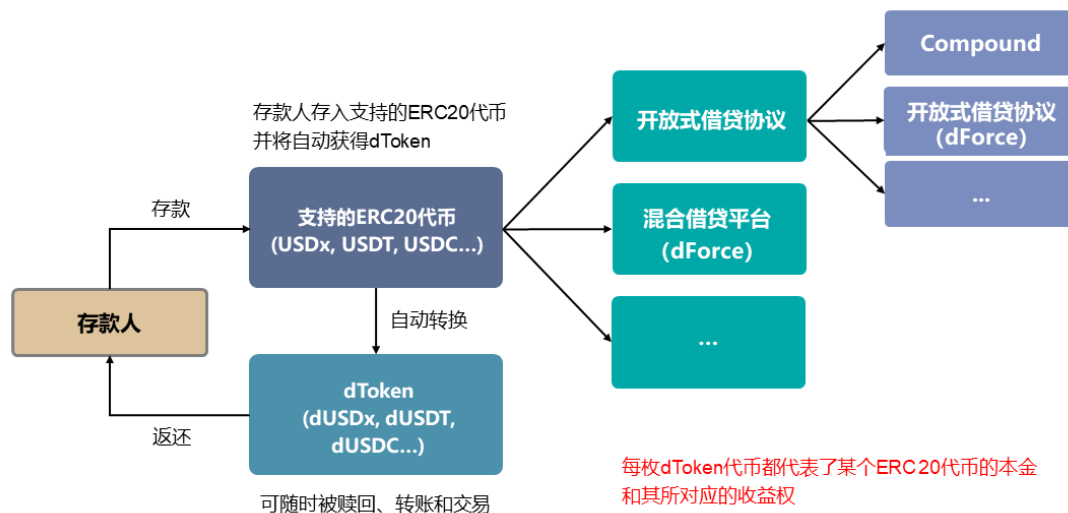 Compound
存款人存入支持的ERC20代币
并将自动获得dToken
开放式借贷协议
开放式借贷协议
（dForce）
...
存款
支持的ERC20代币
(USDx, USDT, USDC...)
混合借贷平台
（dForce）
存款人
自动转换
...
dToken
(dUSDx, dUSDT,
dUSDC...)
返还
每枚dToken代币都代表了某个ERC20代币的本金
和其所对应的收益权
可随时被赎回、转账和交易